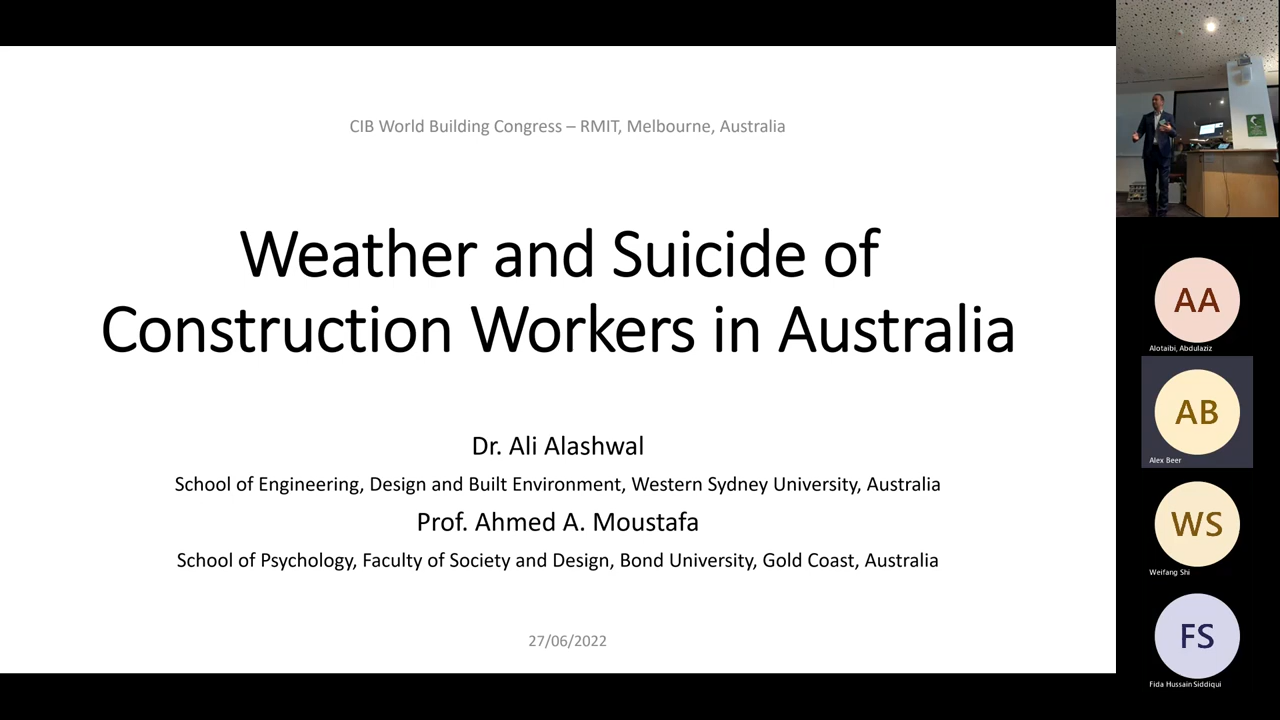 CIB World Building Congress – RMIT, Melbourne, Australia
Weather and Suicide of
Construction Workers in Australia
Dr. Ali Alashwal
School of Engineering, Design and Built Environment, Western Sydney University, Australia
Prof. Ahmed A. Moustafa
School of Psychology, Faculty of Society and Design, Bond University, Gold Coast, Australia
27/06/2022
AA
Alotaibi, Abdulaziz
AB
Alex Beer
WS
Weifang Shi
FS
Fida Hussain Siddiqui